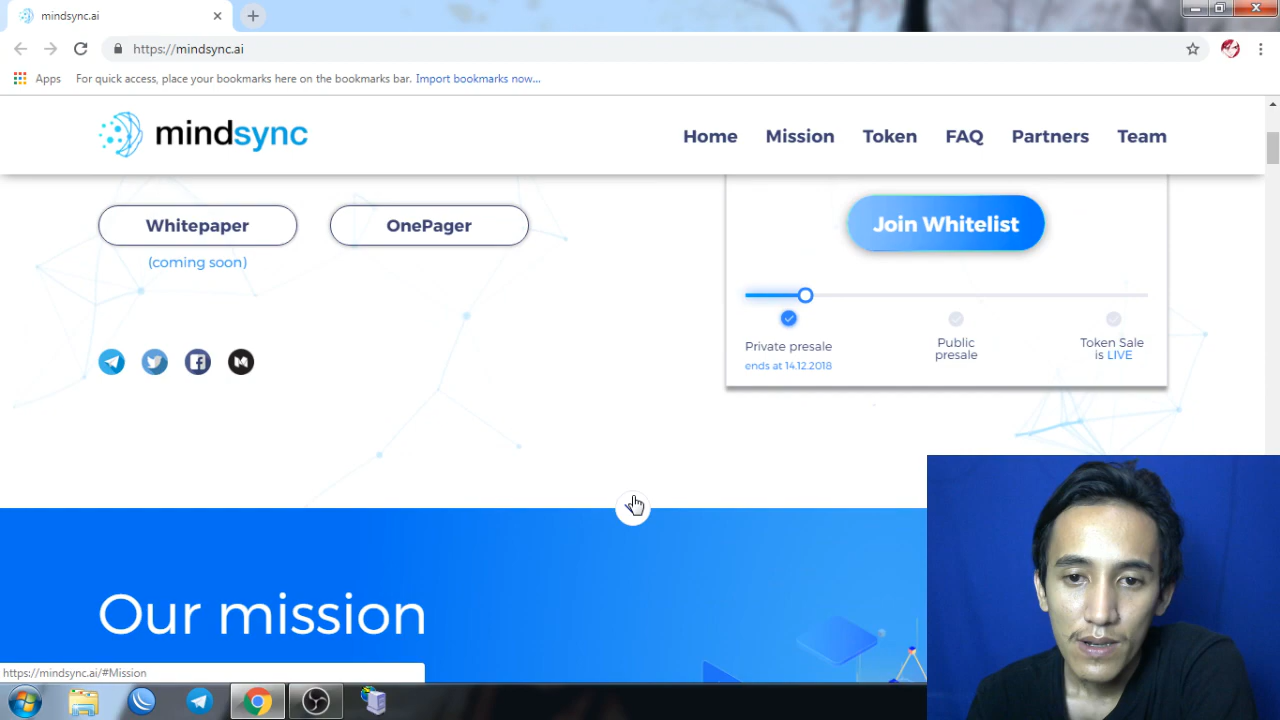 mindsync.ai
https://mindsync.ai
Apps For quick access, place your bookmarks here on the bookmarks bar. Import bookmarks now...
mindsync
Home Mission Token FAQ Partners Team
Whitepaper
OnePager
(coming soon)
Join Whitelist
Private presale
ends at 14.12.2018
Public
presale
Token Sale
is LIVE
Our mission
https://mindsync.ai/#Mission